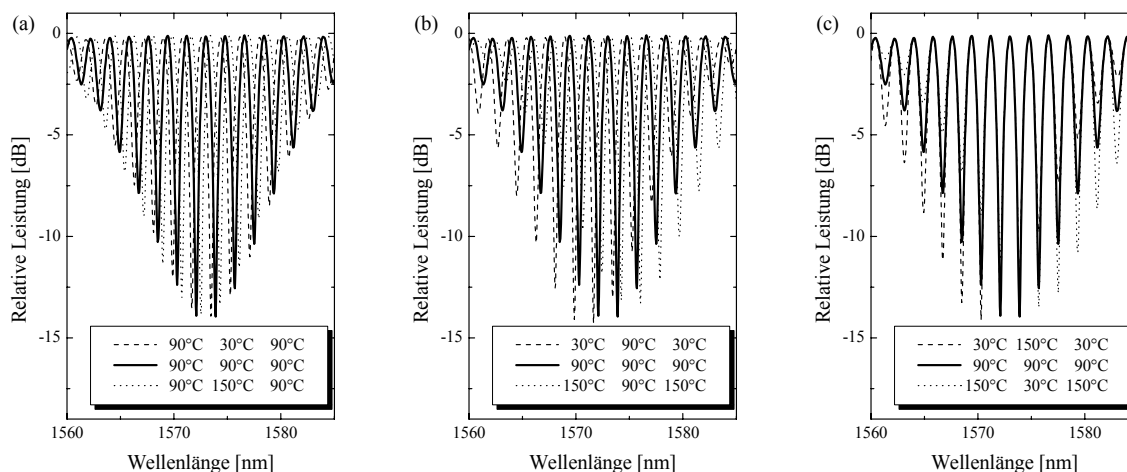 (a)
0
-5
-10
-15
Relative Leistung [dB]
90°C 30°C 90°C
90°C 90°C 90°C
90°C 150°C 90°C
1560 1570 1580
Wellenlänge [nm]
(b)
0
-5
-10
-15
Relative Leistung [dB]
30°C 90°C 30°C
90°C 90°C 90°C
150°C 90°C 150°C
1560 1570 1580
Wellenlänge [nm]
(c)
0
-5
-10
-15
Relative Leistung [dB]
30°C 150°C 30°C
90°C 90°C 90°C
150°C 30°C 150°C
1560 1570 1580
Wellenlänge [nm]